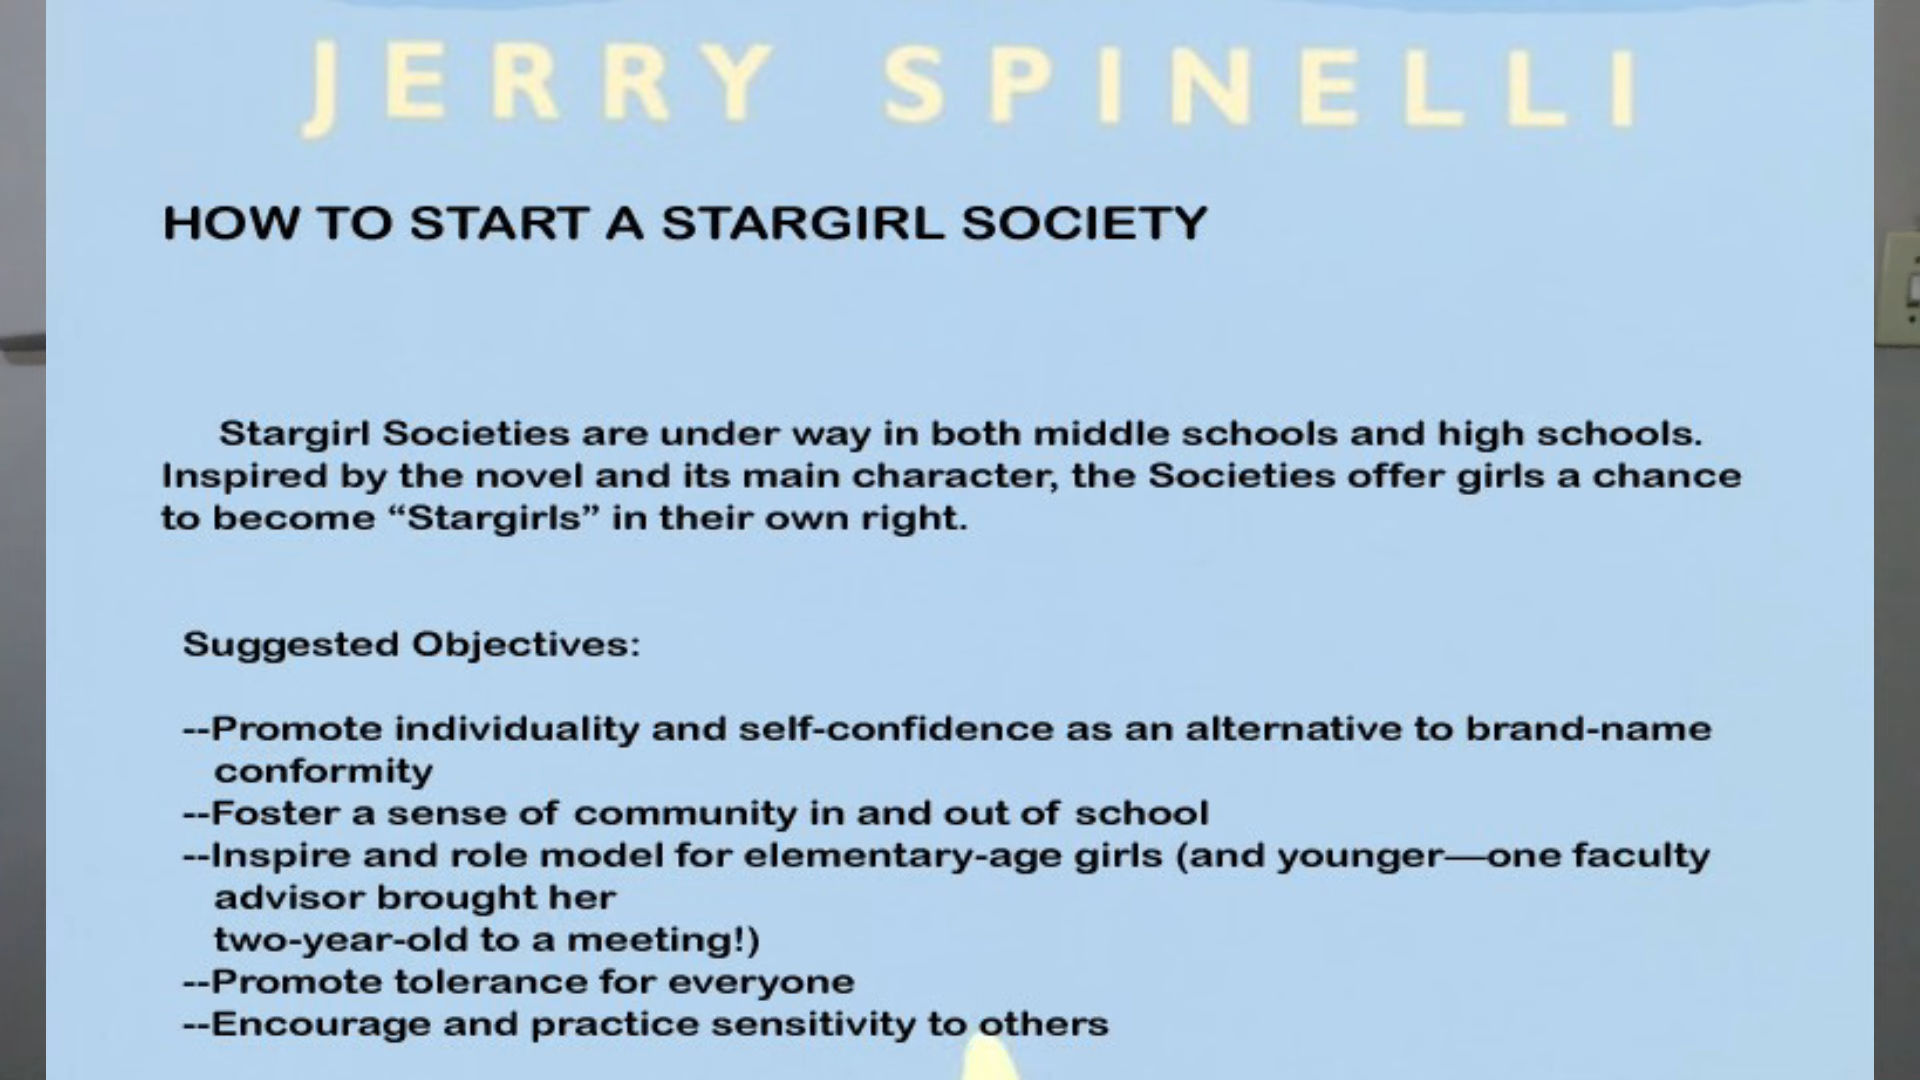 JERRY SPINELLI
HOW TO START A STARGIRL SOCIETY
Stargirl Societies are under way in both middle schools and high schools.
Inspired by the novel and its main character, the Societies offer girls a chance
to become “Stargirls” in their own right.
Suggested Objectives:
--Promote individuality and self-confidence as an alternative to brand-name
conformity
--Foster a sense of community in and out of school
--Inspire and role model for elementary-age girls (and younger—one faculty
advisor brought her
two-year-old to a meeting!)
--Promote tolerance for everyone
--Encourage and practice sensitivity to others